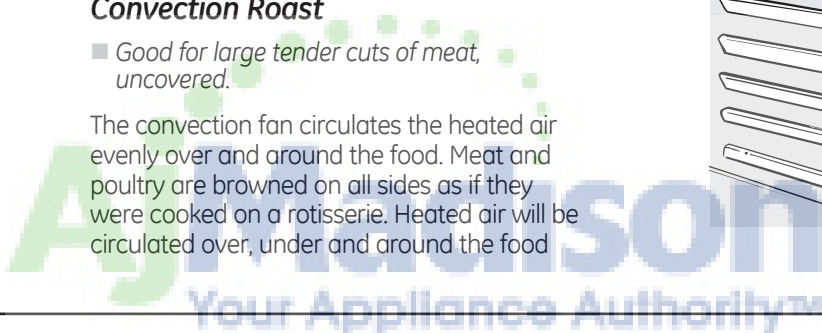 Convection Roast
■ Good for large tender cuts of meat,
uncovered.
The convection fan circulates the heated air
evenly over and around the food. Meat and
poultry are browned on all sides as if they
were cooked on a rotisserie. Heated air will be
circulated over, under and around the food
AjMadison
Your Appliance Authority™